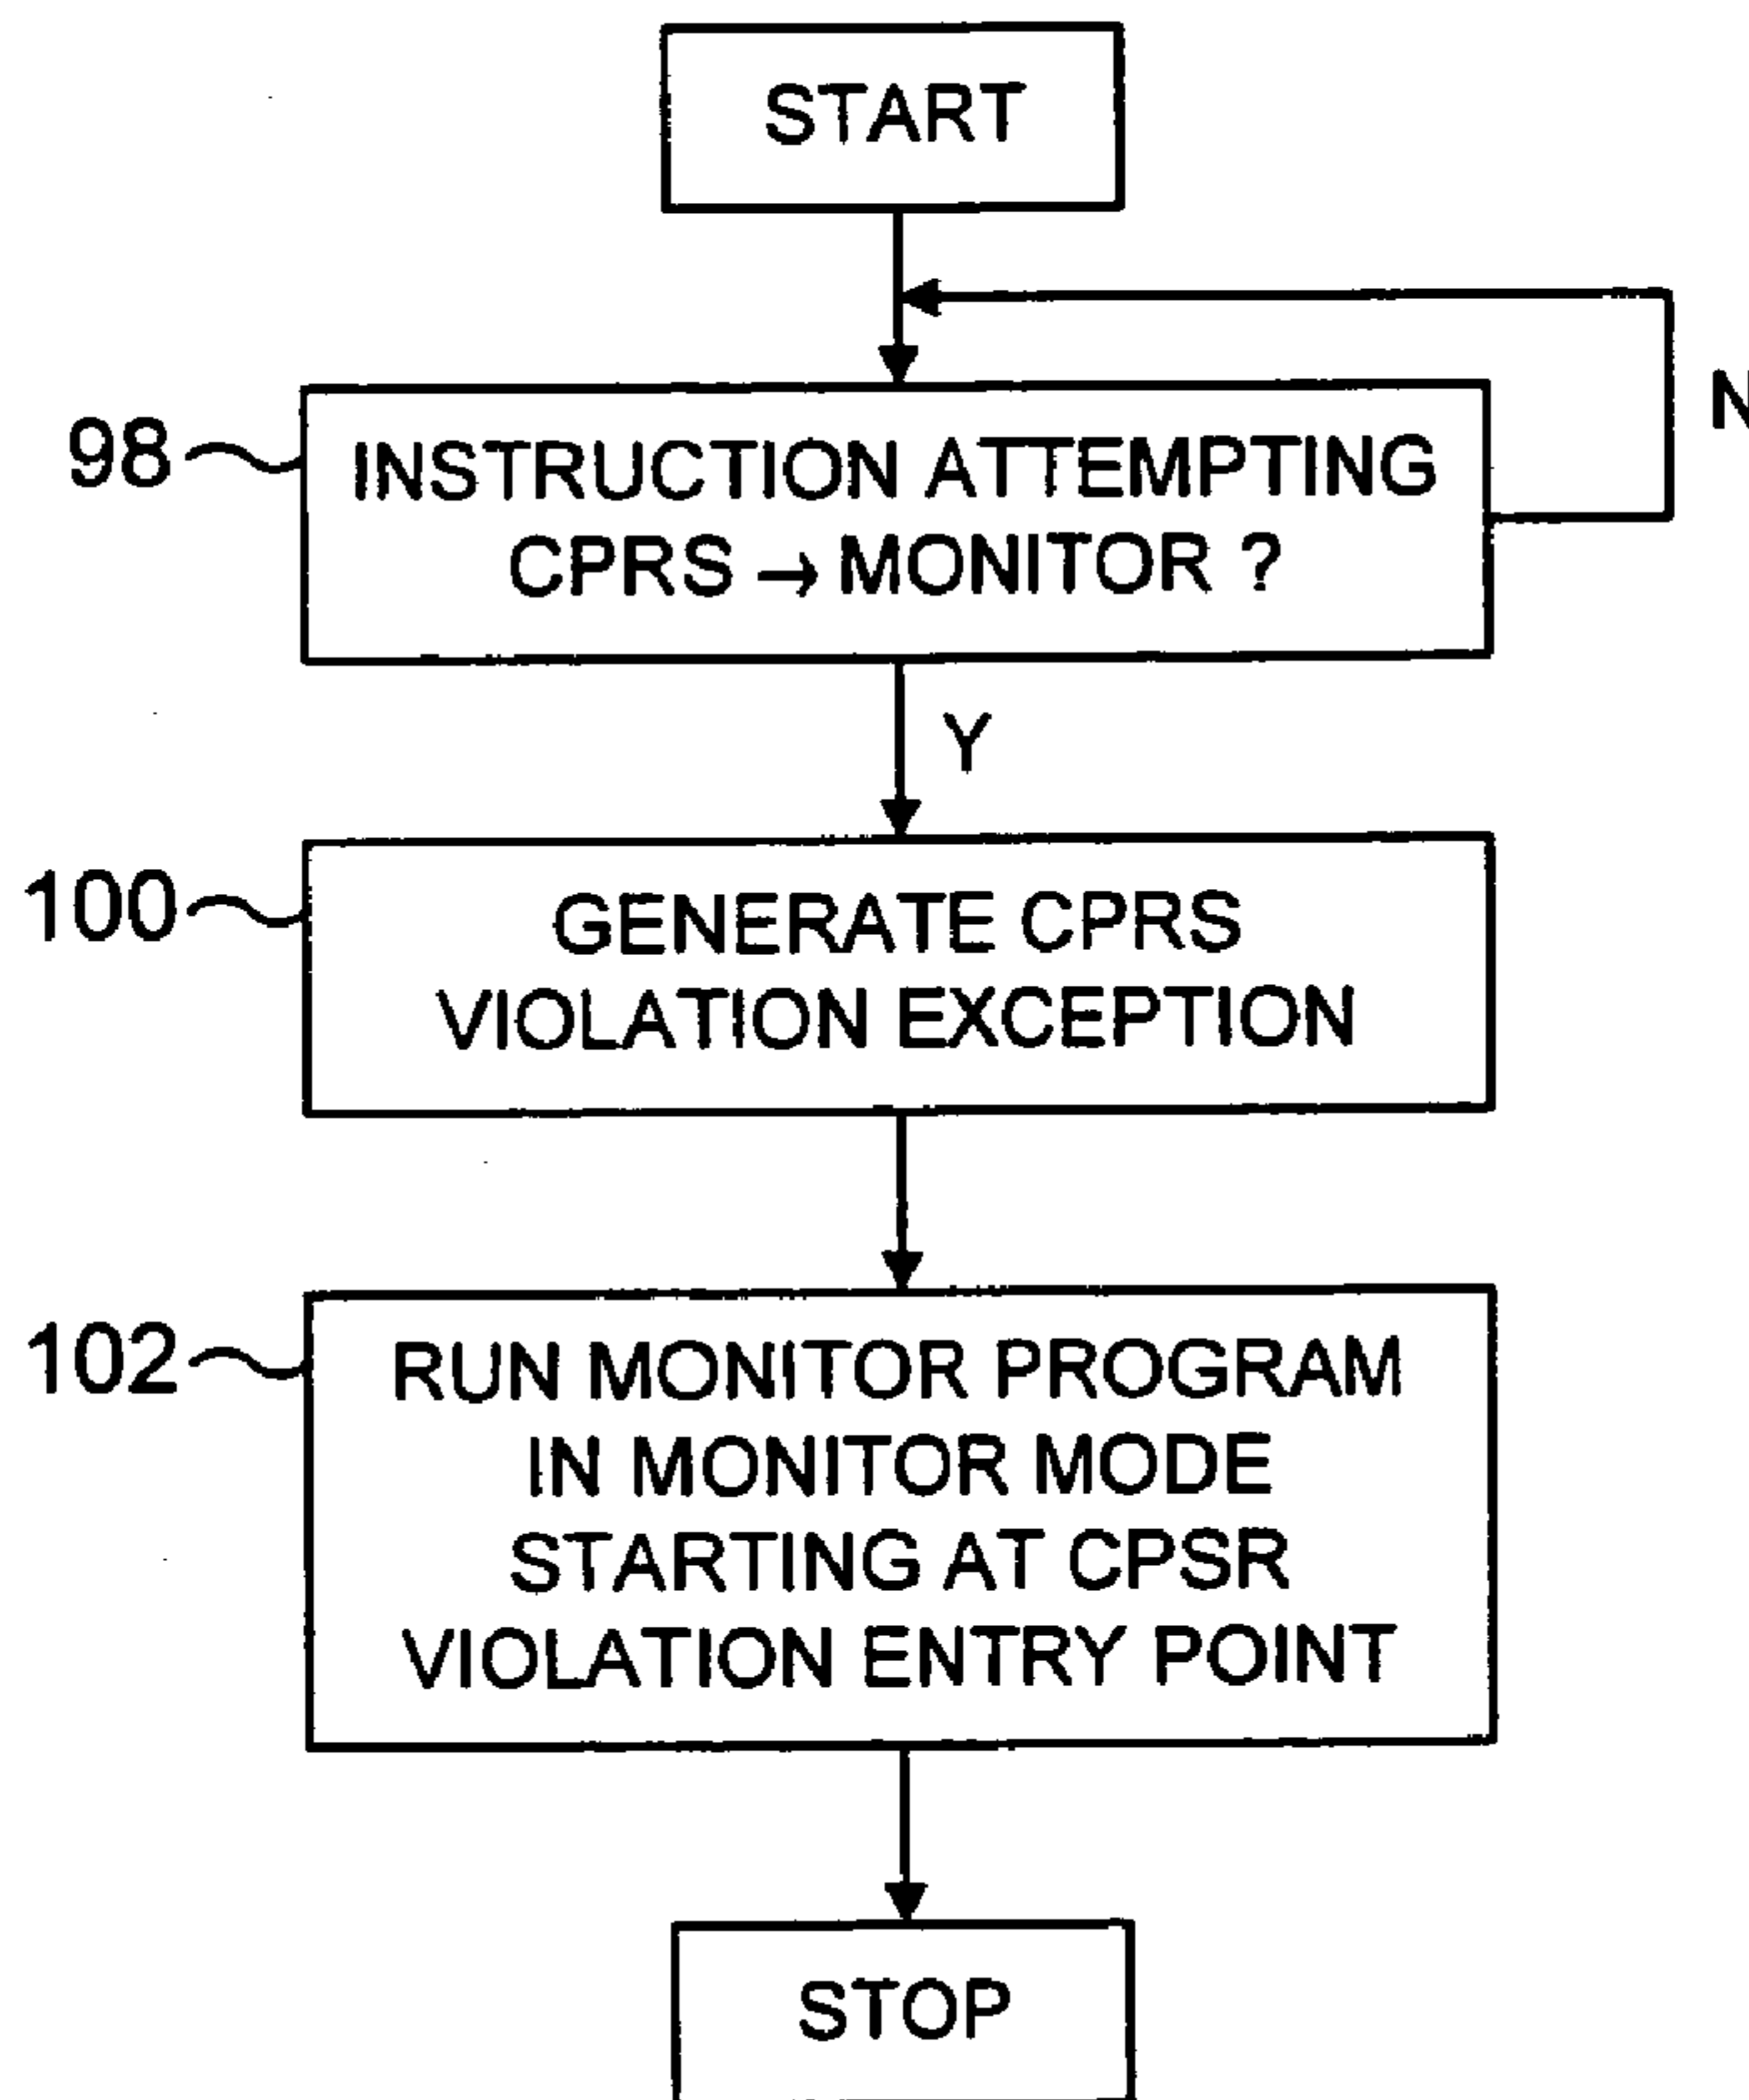 START
N
98
INSTRUCTION ATTEMPTING
CPRS → MONITOR ?
Y
100
GENERATE CPRS
VIOLATION EXCEPTION
102
RUN MONITOR PROGRAM
IN MONITOR MODE
STARTING AT CPSR
VIOLATION ENTRY POINT
STOP